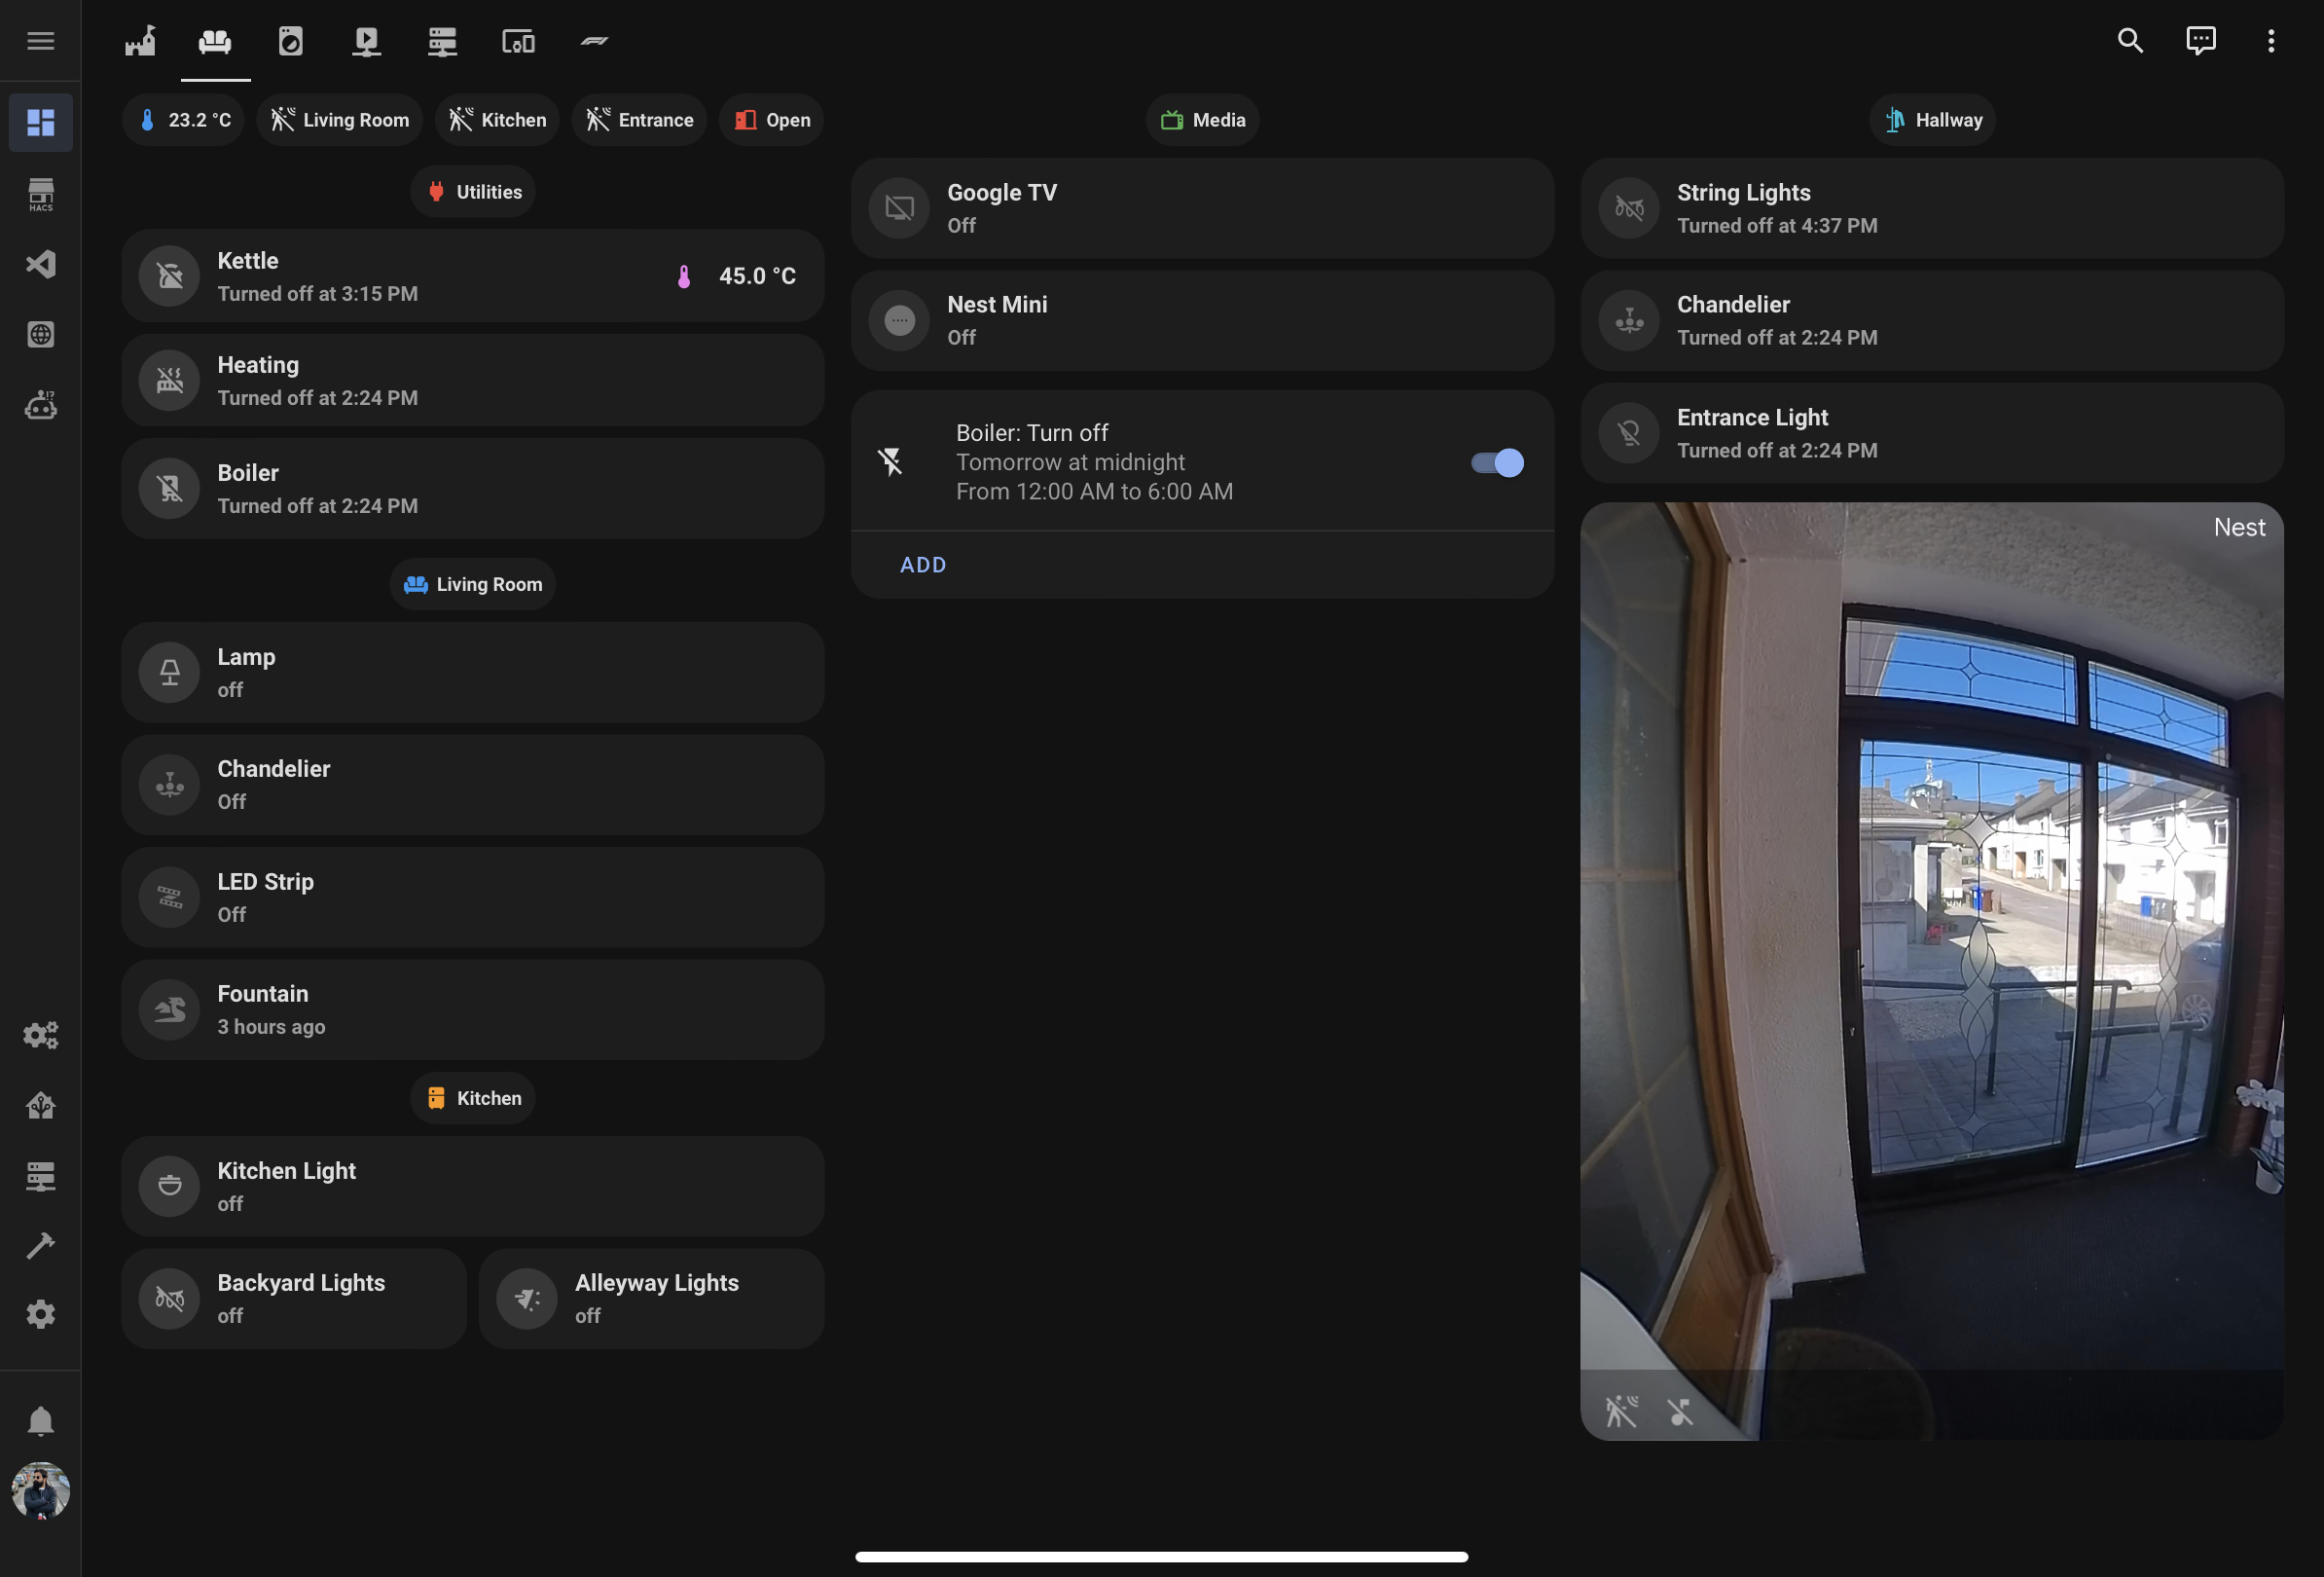 HACS
23.2 °C
Living Room
Kitchen
Entrance
Open
Utilities
Kettle
Turned off at 3:15 PM
45.0 °C
Heating
Turned off at 2:24 PM
Boiler
Turned off at 2:24 PM
Living Room
Lamp
off
Chandelier
Off
LED Strip
Off
Fountain
3 hours ago
Kitchen
Kitchen Light
off
Backyard Lights
off
Alleyway Lights
off
Media
Google TV
Off
Nest Mini
Off
Boiler: Turn off
Tomorrow at midnight
From 12:00 AM to 6:00 AM
ADD
Hallway
String Lights
Turned off at 4:37 PM
Chandelier
Turned off at 2:24 PM
Entrance Light
Turned off at 2:24 PM
Nest